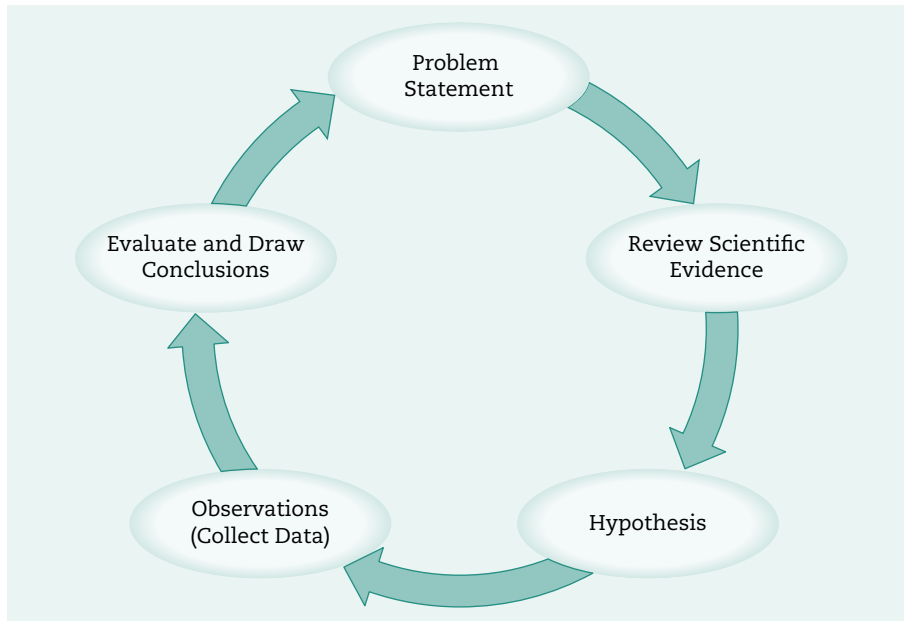 Problem
Statement
Review Scientific
Evidence
Hypothesis
Observations
(Collect Data)
Evaluate and Draw
Conclusions